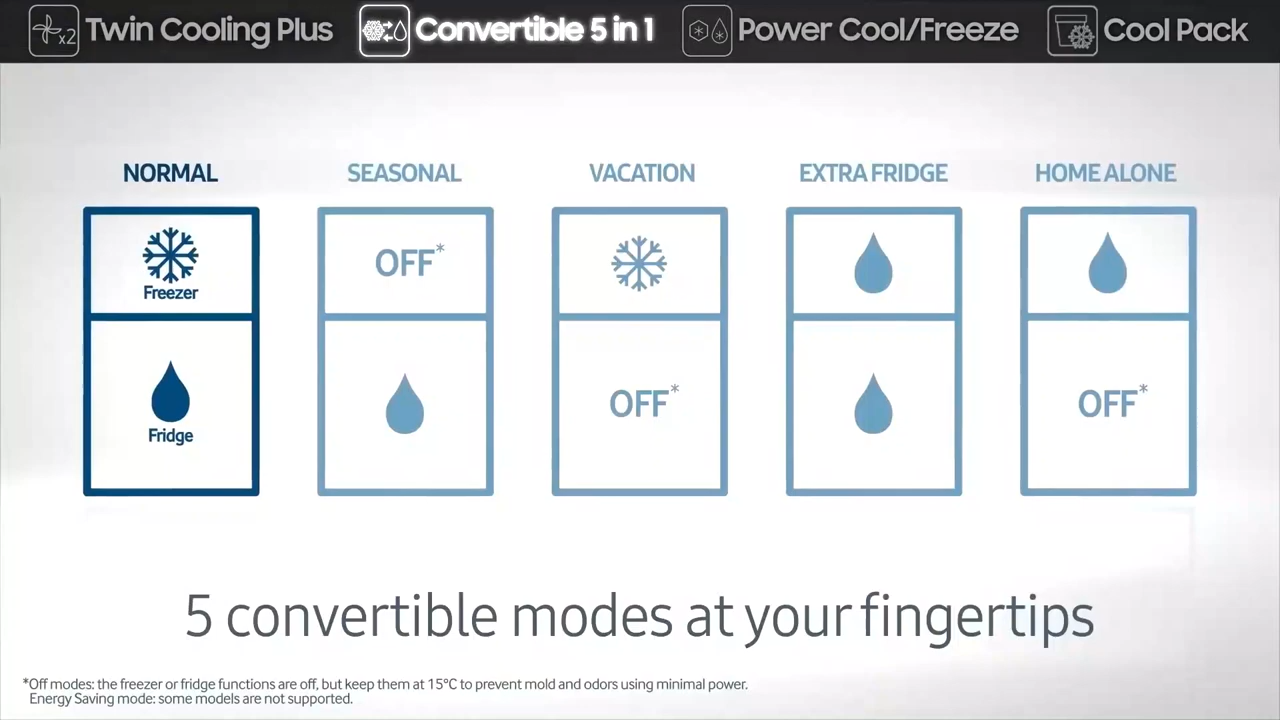 x2 Twin Cooling Plus Convertible 5 in 1 Power Cool/Freeze Cool Pack
NORMAL SEASONAL VACATION EXTRA FRIDGE HOME ALONE
Freezer OFF*
Fridge OFF* OFF*
5 convertible modes at your fingertips
*Off modes: the freezer or fridge functions are off, but keep them at 15°C to prevent mold and odors using minimal power.
Energy Saving mode: some models are not supported.